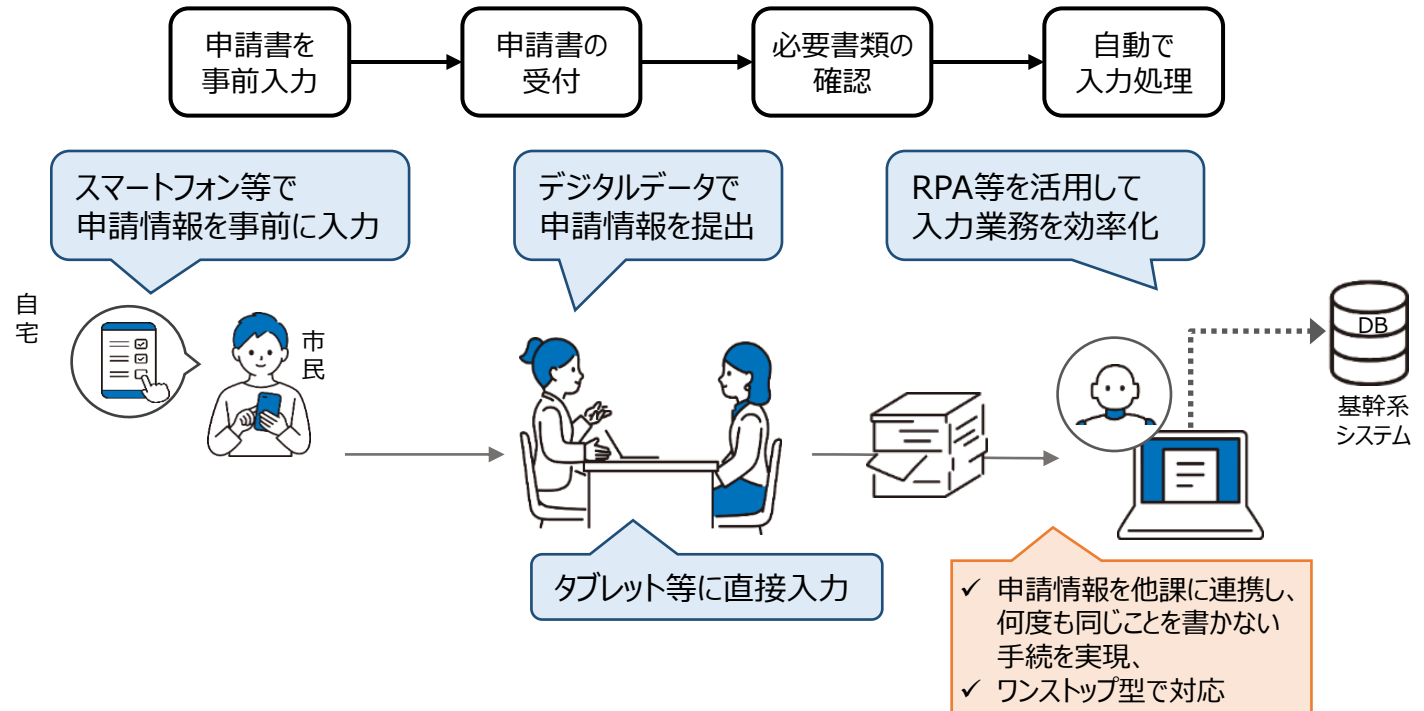 申請書を
事前入力
申請書の
受付
必要書類の
確認
自動で
入力処理
スマートフォン等で
申請情報を事前に入力
デジタルデータで
申請情報を提出
RPA等を活用して
入力業務を効率化
自
宅
市
民
DB
基幹系
システム
タブレット等に直接入力
✓ 申請情報を他課に連携し、
何度も同じことを書かない
手続を実現、
✓ ワンストップ型で対応